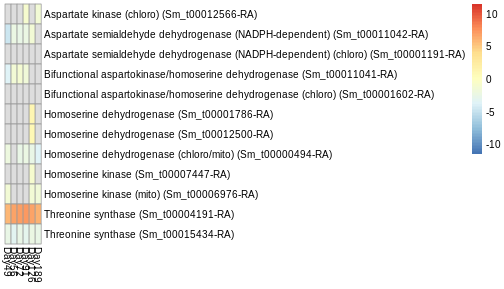 Aspartate kinase (chloro) (Sm_t00012566-RA)
Aspartate semialdehyde dehydrogenase (NADPH-dependent) (Sm_t00011042-RA)
Aspartate semialdehyde dehydrogenase (NADPH-dependent) (chloro) (Sm_t00001191-RA)
Bifunctional aspartokinase/homoserine dehydrogenase (Sm_t00011041-RA)
Bifunctional aspartokinase/homoserine dehydrogenase (chloro) (Sm_t00001602-RA)
Homoserine dehydrogenase (Sm_t00001786-RA)
Homoserine dehydrogenase (Sm_t00012500-RA)
Homoserine dehydrogenase (chloro/mito) (Sm_t00000494-RA)
Homoserine kinase (Sm_t00007447-RA)
Homoserine kinase (mito) (Sm_t00006976-RA)
Threonine synthase (Sm_t00004191-RA)
Threonine synthase (Sm_t00015434-RA)
10
5
0
-5
-10
Day49
Day189